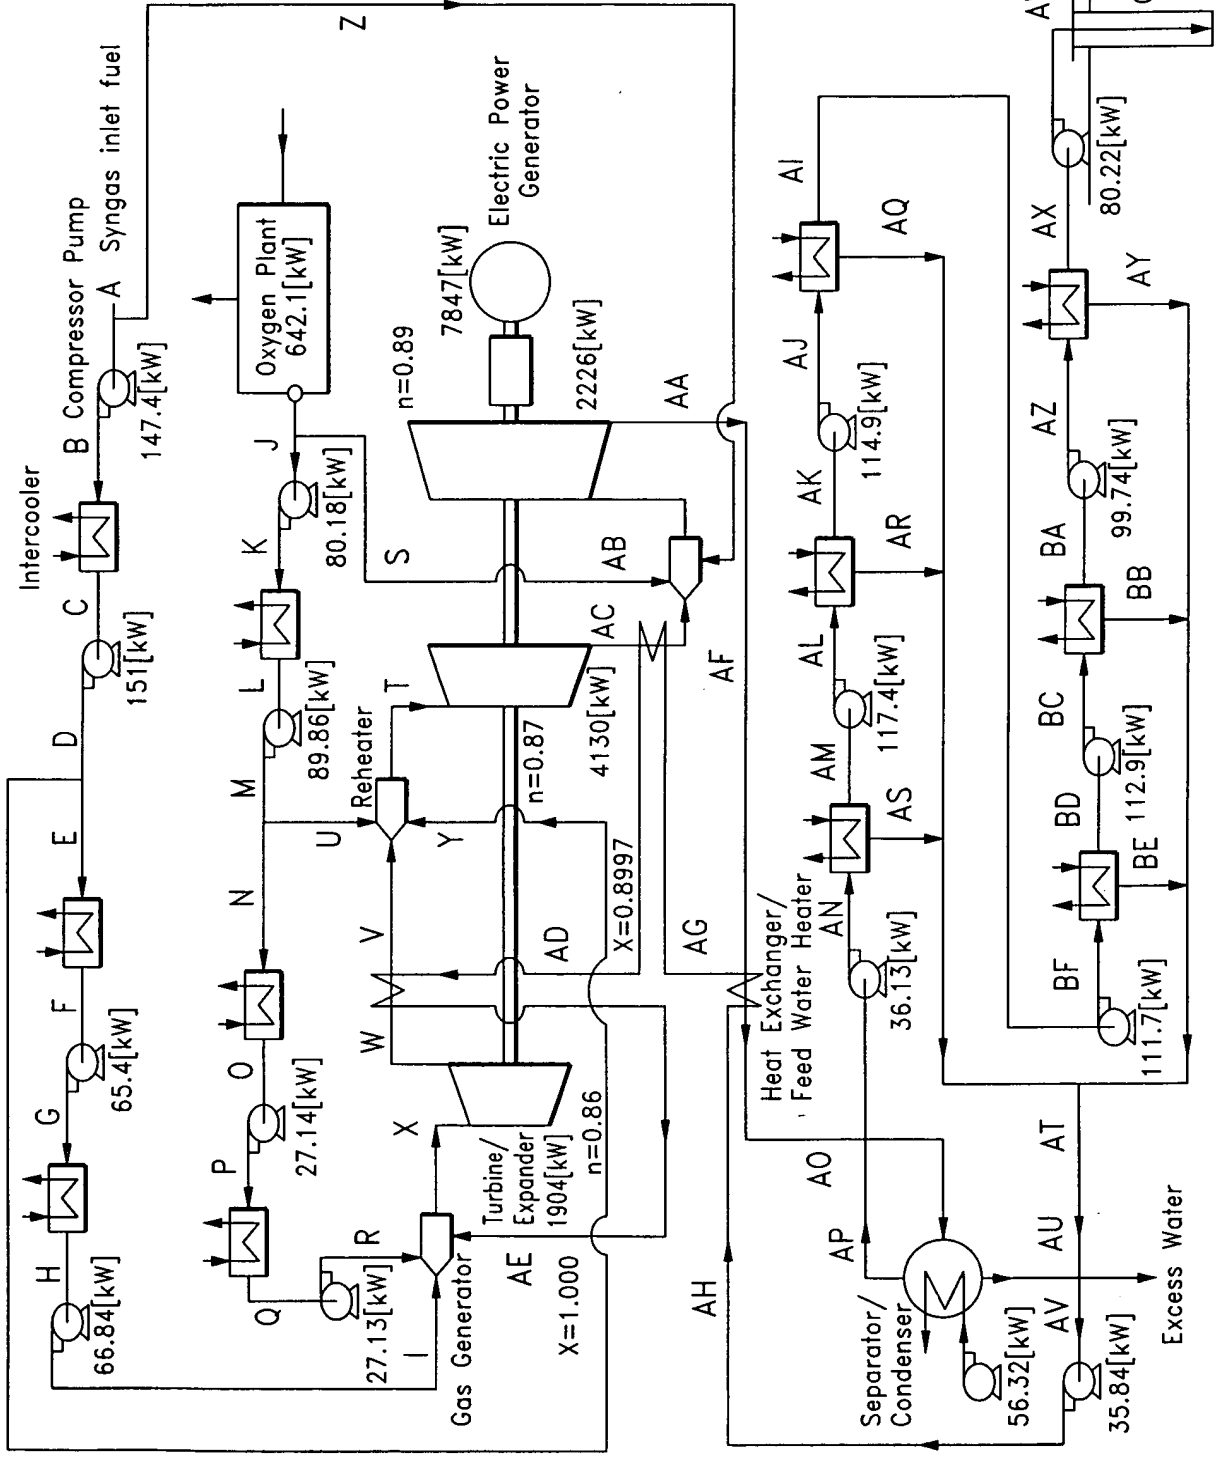 A
Syngas inlet fuel
B
Compressor Pump
147.4[kW]
Intercooler
C
151[kW]
D
E
F
65.4[kW]
G
H
66.84[kW]
I
Z
Oxygen Plant
642.1[kW]
J
80.18[kW]
K
L
89.86[kW]
M
N
O
27.14[kW]
P
Q
27.13[kW]
R
Gas Generator
S
Electric Power
Generator
7847[kW]
n=0.89
2226[kW]
AA
AB
AC
T
Reheater
U
Y
V
W
X
n=0.87
4130[kW]
Turbine/
Expander
1904[kW]
n=0.86
AD
AE
X=1.000
X=0.8997
AF
AG
Heat Exchanger/
Feed Water Heater
AH
AI
AQ
AJ
114.9[kW]
AK
AR
AL
117.4[kW]
AM
AS
AN
36.13[kW]
AO
AP
Separator/
Condenser
56.32[kW]
AT
AU
AV
35.84[kW]
Excess Water
80.22[kW]
AX
AY
AZ
99.74[kW]
BA
BB
BC
112.9[kW]
BD
BE
BF
111.7[kW]